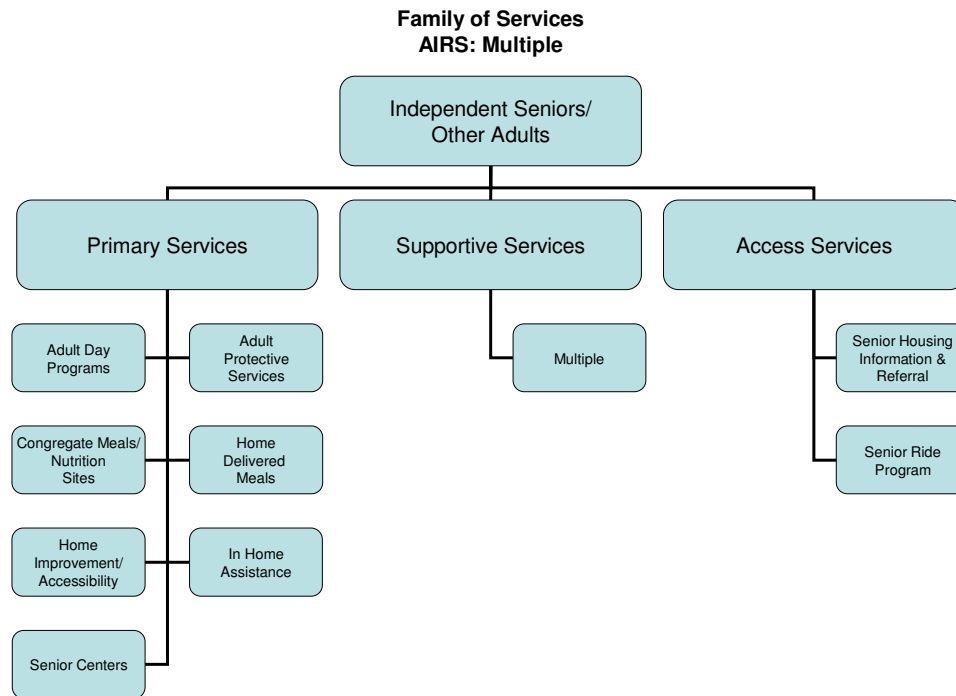 Family of Services
AIRS: Multiple
Independent Seniors/
Other Adults
Primary Services
Supportive Services
Access Services
Adult Day
Programs
Adult
Protective
Services
Multiple
Senior Housing
Information &
Referral
Congregate Meals/
Nutrition
Sites
Home
Delivered
Meals
Senior Ride
Program
Home
Improvement/
Accessibility
In Home
Assistance
Senior Centers